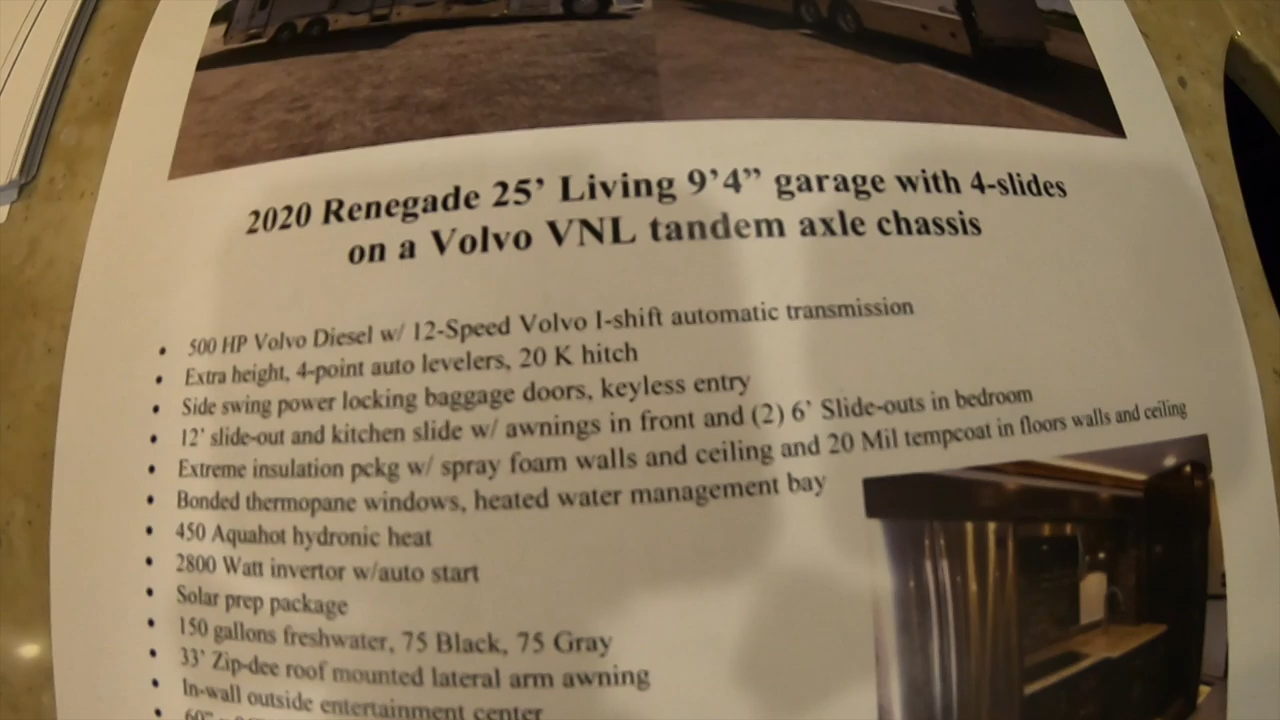 2020 Renegade 25’ Living 9’4” garage with 4-slides
on a Volvo VNL tandem axle chassis
• 500 HP Volvo Diesel w/ 12-Speed Volvo I-shift automatic transmission
• Extra height, 4-point auto levelers, 20 K hitch
• Side swing power locking baggage doors, keyless entry
• 12’ slide-out and kitchen slide w/ awnings in front and (2) 6’ Slide-outs in bedroom
• Extreme insulation pckg w/ spray foam walls and ceiling and 20 Mil tempcoat in floors walls and ceiling
• Bonded thermopane windows, heated water management bay
• 450 Aquahot hydronic heat
• 2800 Watt invertor w/auto start
• Solar prep package
• 150 gallons freshwater, 75 Black, 75 Gray
• 33’ Zip-dee roof mounted lateral arm awning
• In-wall outside entertainment center